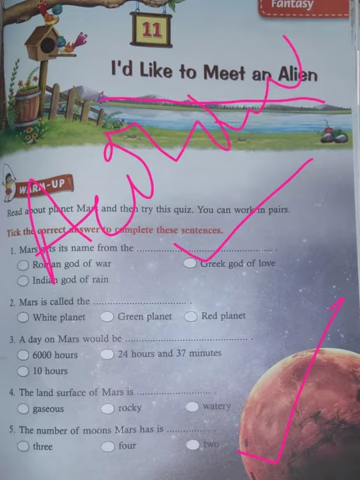 Fantasy
11
I'd Like to Meet an Alien
WARM-UP
Read about planet Mars and then try this quiz. You can work in pairs.
Tick the correct answer to complete these sentences.
1. Mars gets its name from the ....................
Roman god of war Greek god of love
Indian god of rain
2. Mars is called the ....................
White planet Green planet Red planet
3. A day on Mars would be ....................
6000 hours 24 hours and 37 minutes
10 hours
4. The land surface of Mars is ....................
gaseous rocky watery
5. The number of moons Mars has is ....................
three four two